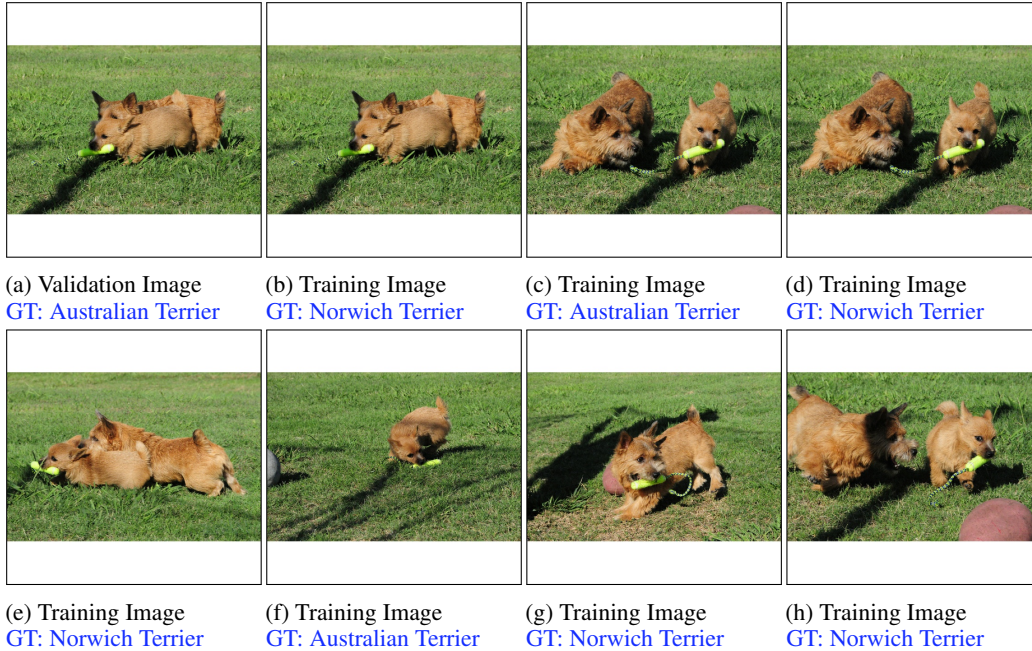 (a) Validation Image
GT: Australian Terrier
(b) Training Image
GT: Norwich Terrier
(c) Training Image
GT: Australian Terrier
(d) Training Image
GT: Norwich Terrier
(e) Training Image
GT: Norwich Terrier
(f) Training Image
GT: Australian Terrier
(g) Training Image
GT: Norwich Terrier
(h) Training Image
GT: Norwich Terrier